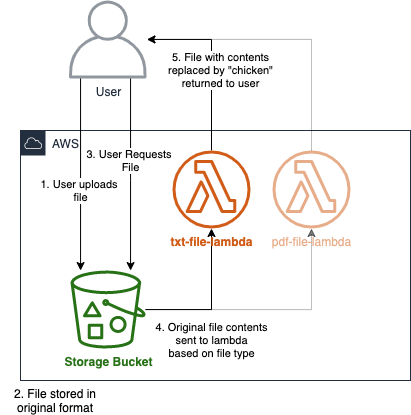 5. File with contents
replaced by "chicken"
returned to user
User
AWS
3. User Requests
File
1. User uploads
file
txt-file-lambda
pdf-file-lambda
4. Original file contents
sent to lambda
based on file type
Storage Bucket
2. File stored in
original format